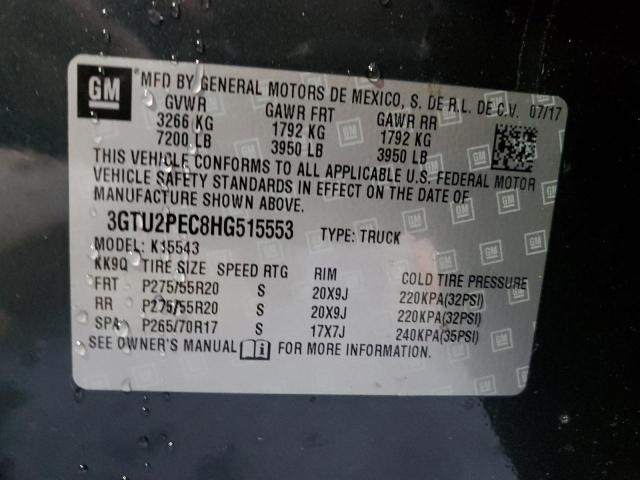 GM MFD BY GENERAL MOTORS DE MEXICO, S. DE R.L. DE C.V. 07/17
GVWR GAWR FRT GAWR RR
3266 KG 1792 KG 1792 KG
7200 LB 3950 LB 3950 LB
THIS VEHICLE CONFORMS TO ALL APPLICABLE U.S. FEDERAL MOTOR
VEHICLE SAFETY STANDARDS IN EFFECT ON THE DATE OF
MANUFACTURE SHOWN ABOVE.
3GTU2PEC8HG515553 TYPE: TRUCK
MODEL: K15543
KK9Q TIRE SIZE SPEED RTG RIM COLD TIRE PRESSURE
FRT P275/55R20 S 20X9J 220KPA(32PSI)
RR P275/55R20 S 20X9J 220KPA(32PSI)
SPA P265/70R17 S 17X7J 240KPA(35PSI)
SEE OWNER'S MANUAL FOR MORE INFORMATION.